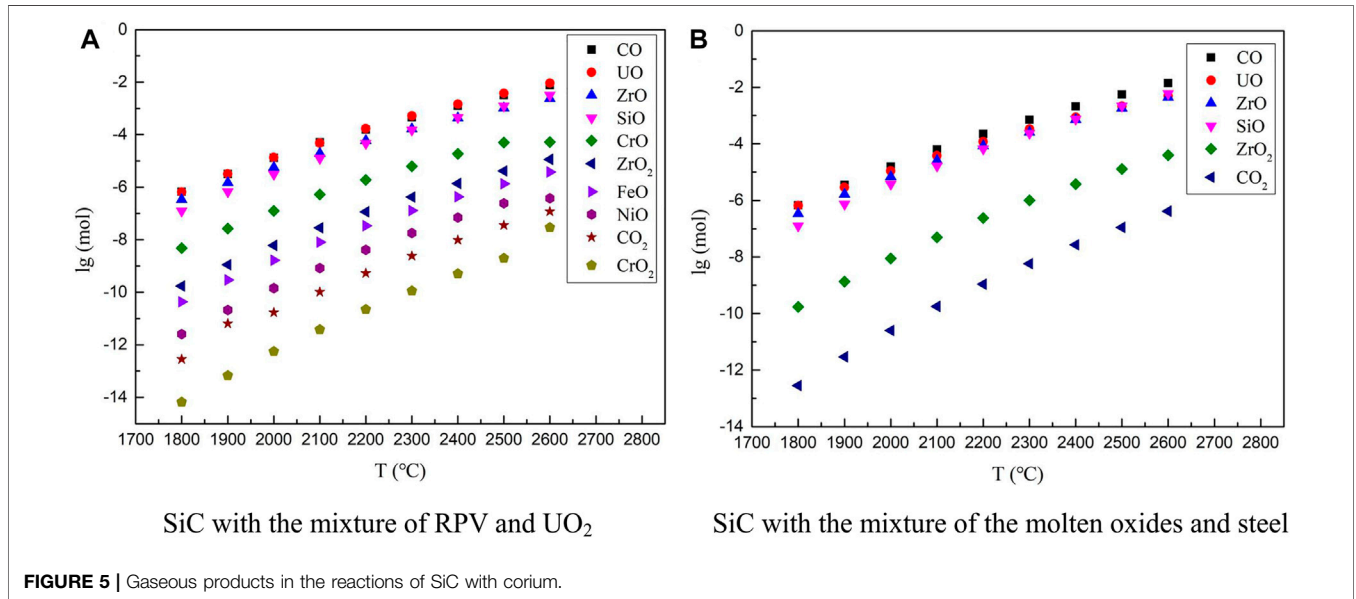 A
0
-2
-4
-6
-8
-10
-12
-14
lg (mol)
1700 1800 1900 2000 2100 2200 2300 2400 2500 2600 2700 2800
T (℃)
CO
UO
ZrO
SiO
CrO
ZrO₂
FeO
NiO
CO₂
CrO₂
SiC with the mixture of RPV and UO₂
B
0
-2
-4
-6
-8
-10
-12
-14
lg (mol)
1700 1800 1900 2000 2100 2200 2300 2400 2500 2600 2700 2800
T (℃)
CO
UO
ZrO
SiO
ZrO₂
CO₂
SiC with the mixture of the molten oxides and steel
FIGURE 5 | Gaseous products in the reactions of SiC with corium.